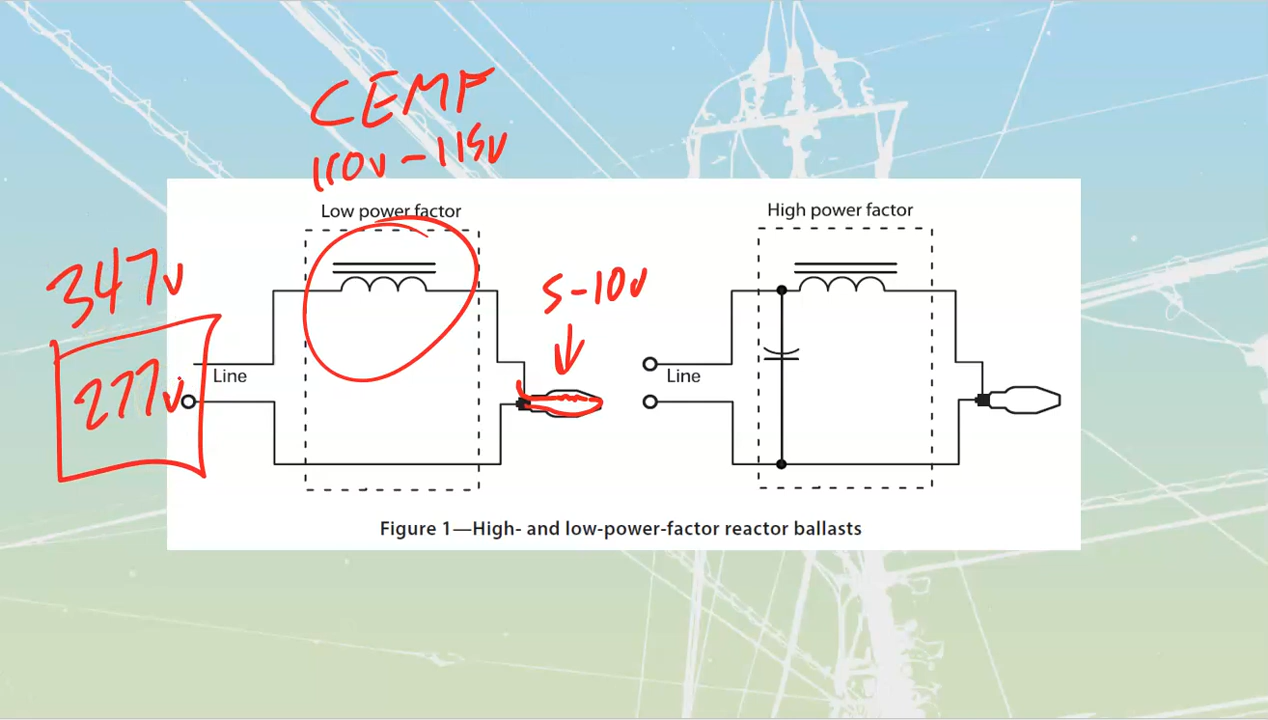 CEMF
110v - 115v
Low power factor
High power factor
347v
5-10v
277v
Line
Line
Figure 1—High- and low-power-factor reactor ballasts